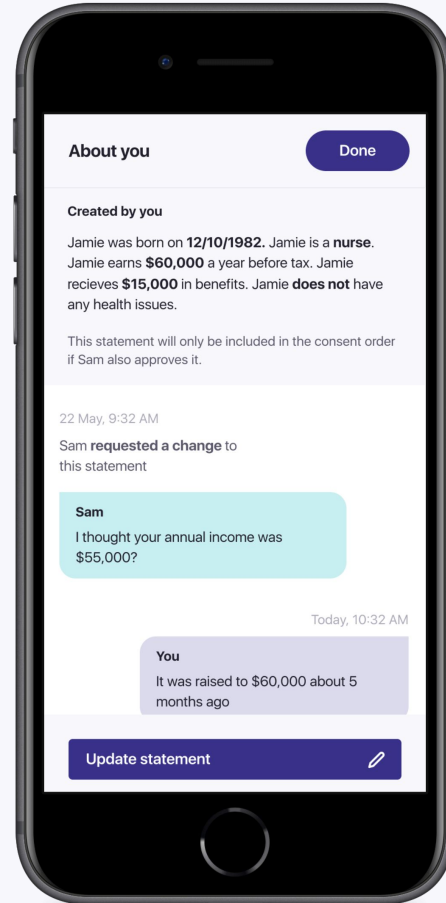 About you
Done
Created by you
Jamie was born on 12/10/1982. Jamie is a nurse.
Jamie earns $60,000 a year before tax. Jamie
recieves $15,000 in benefits. Jamie does not have
any health issues.
This statement will only be included in the consent order
if Sam also approves it.
22 May, 9:32 AM
Sam requested a change to
this statement
Sam
I thought your annual income was
$55,000?
Today, 10:32 AM
You
It was raised to $60,000 about 5
months ago
Update statement